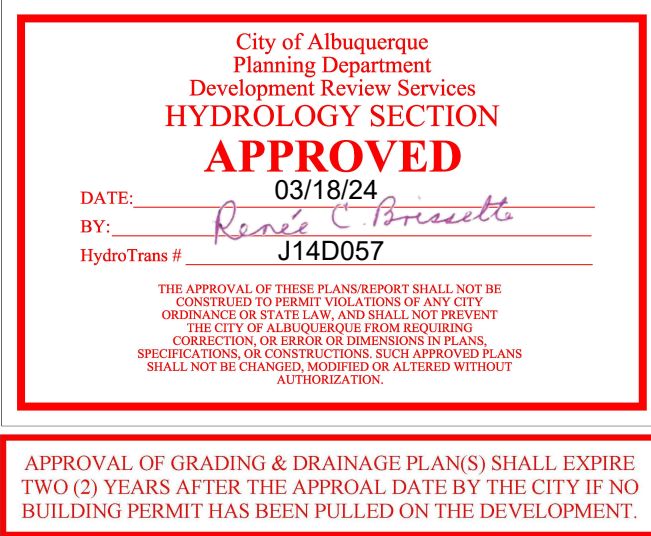 City of Albuquerque
Planning Department
Development Review Services
HYDROLOGY SECTION
APPROVED
DATE: 03/18/24
BY: Renée C. Brissette
HydroTrans # J14D057
THE APPROVAL OF THESE PLANS/REPORT SHALL NOT BE
CONSTRUED TO PERMIT VIOLATIONS OF ANY CITY
ORDINANCE OR STATE LAW, AND SHALL NOT PREVENT
THE CITY OF ALBUQUERQUE FROM REQUIRING
CORRECTION, OR ERROR OR DIMENSIONS IN PLANS,
SPECIFICATIONS, OR CONSTRUCTIONS. SUCH APPROVED PLANS
SHALL NOT BE CHANGED, MODIFIED OR ALTERED WITHOUT
AUTHORIZATION.
APPROVAL OF GRADING & DRAINAGE PLAN(S) SHALL EXPIRE
TWO (2) YEARS AFTER THE APPROAL DATE BY THE CITY IF NO
BUILDING PERMIT HAS BEEN PULLED ON THE DEVELOPMENT.